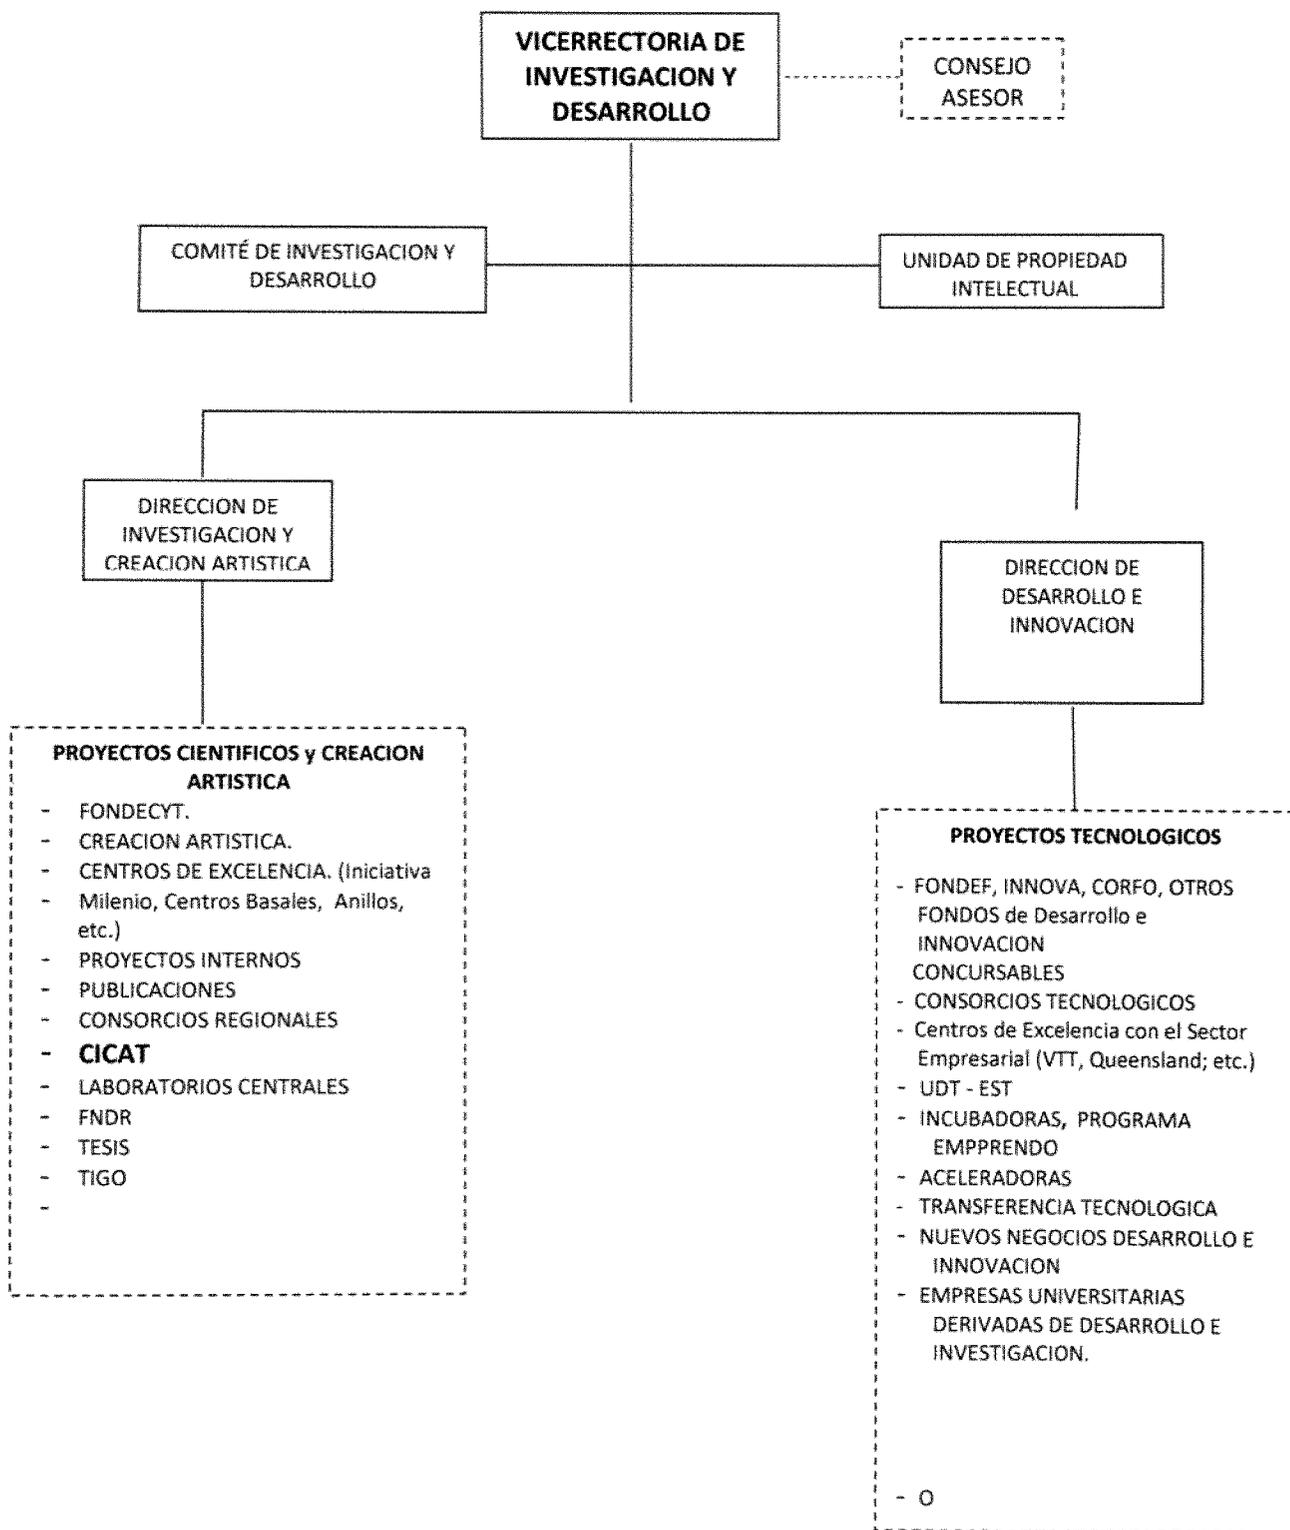 VICERRECTORIA DE
INVESTIGACION Y
DESARROLLO
CONSEJO
ASESOR
COMITÉ DE INVESTIGACION Y
DESARROLLO
UNIDAD DE PROPIEDAD
INTELECTUAL
DIRECCION DE
INVESTIGACION Y
CREACION ARTISTICA
DIRECCION DE
DESARROLLO E
INNOVACION
PROYECTOS CIENTIFICOS y CREACION
ARTISTICA
- FONDECYT.
- CREACION ARTISTICA.
- CENTROS DE EXCELENCIA. (Iniciativa
- Milenio, Centros Basales, Anillos,
etc.)
- PROYECTOS INTERNOS
- PUBLICACIONES
- CONSORCIOS REGIONALES
- CICAT
- LABORATORIOS CENTRALES
- FNDR
- TESIS
- TIGO
-
PROYECTOS TECNOLOGICOS
- FONDEF, INNOVA, CORFO, OTROS
FONDOS de Desarrollo e
INNOVACION
CONCURSABLES
- CONSORCIOS TECNOLOGICOS
- Centros de Excelencia con el Sector
Empresarial (VTT, Queensland; etc.)
- UDT - EST
- INCUBADORAS, PROGRAMA
EMPPRENDO
- ACELERADORAS
- TRANSFERENCIA TECNOLOGICA
- NUEVOS NEGOCIOS DESARROLLO E
INNOVACION
- EMPRESAS UNIVERSITARIAS
DERIVADAS DE DESARROLLO E
INVESTIGACION.
- O